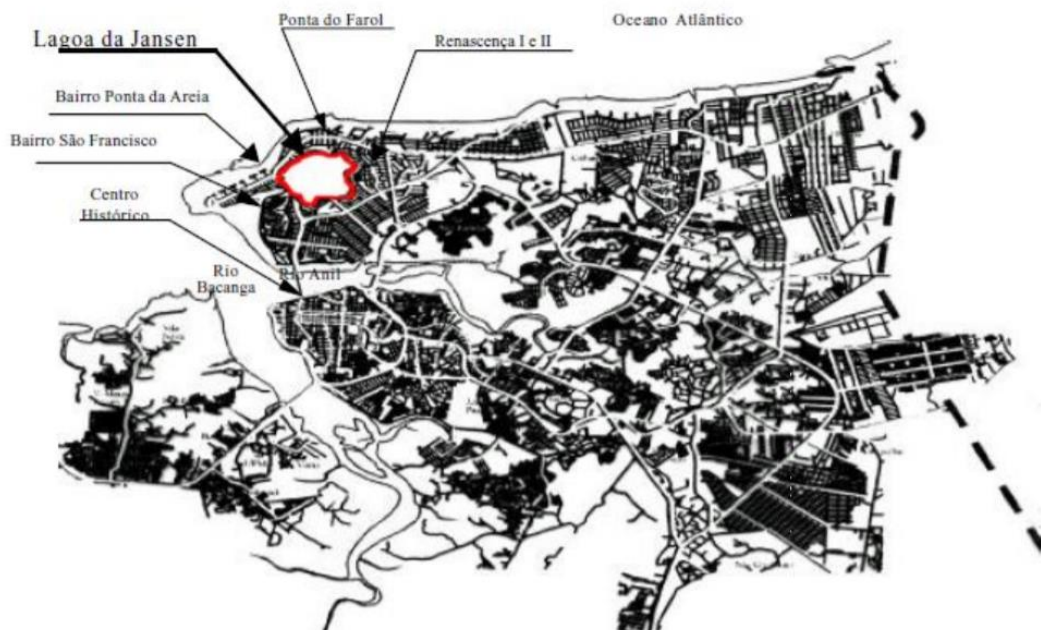 Ponta do Farol
Oceano Atlântico
Lagoa da Jansen
Renascença I e II
Bairro Ponta da Areia
Bairro São Francisco
Centro
Histórico
Rio
Bacanga
Rio Anil